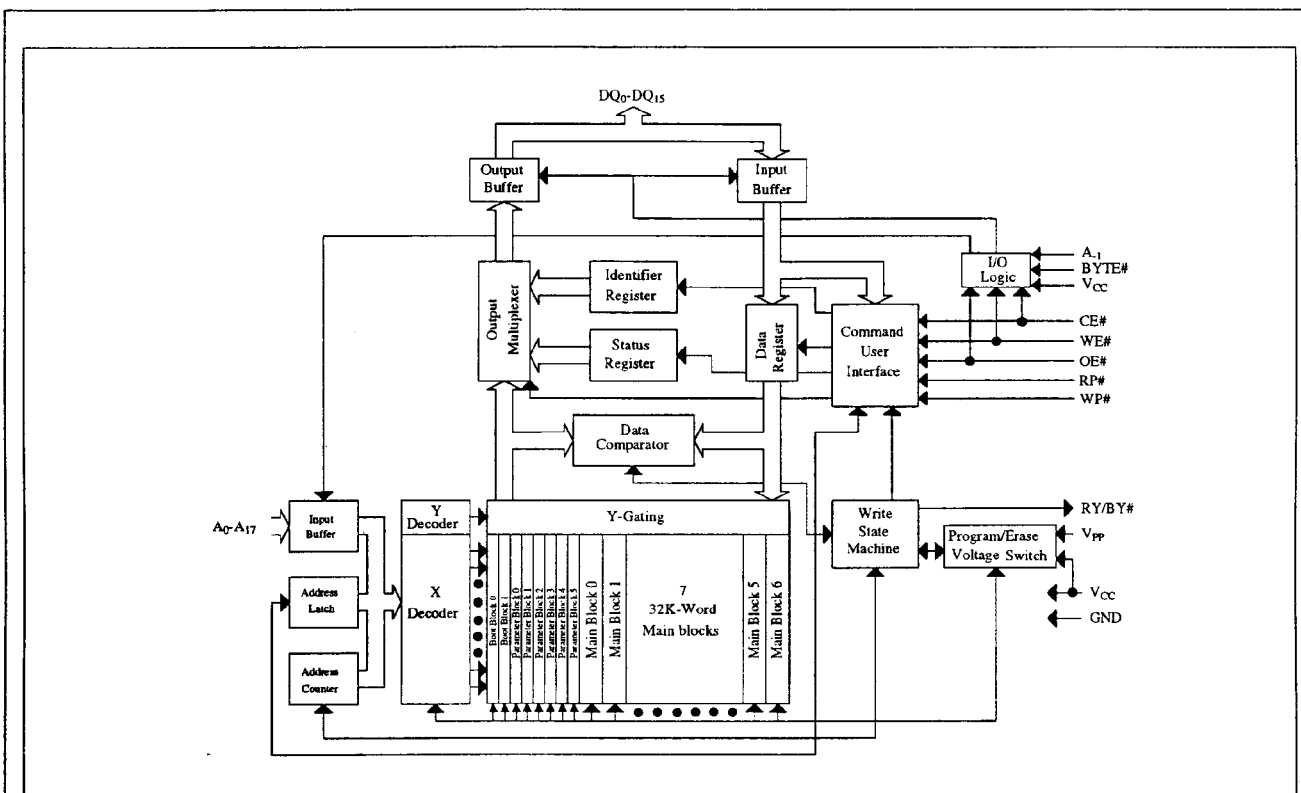 DQ₀-DQ₁₅
Output
Buffer
Input
Buffer
A₋₁
BYTE#
V_CC
I/O
Logic
Output
Multiplexer
Identifier
Register
Status
Register
Data
Register
Command
User
Interface
CE#
WE#
OE#
RP#
WP#
Data
Comparator
A₀-A₁₇
Input
Buffer
Address
Latch
Address
Counter
Y
Decoder
X
Decoder
Y-Gating
Boot Block 0
Boot Block 1
Parameter Block 0
Parameter Block 1
Parameter Block 2
Parameter Block 3
Parameter Block 4
Parameter Block 5
Main Block 0
Main Block 1
7
32K-Word
Main blocks
Main Block 5
Main Block 6
Write
State
Machine
RY/BY#
Program/Erase
Voltage Switch
V_PP
V_CC
GND